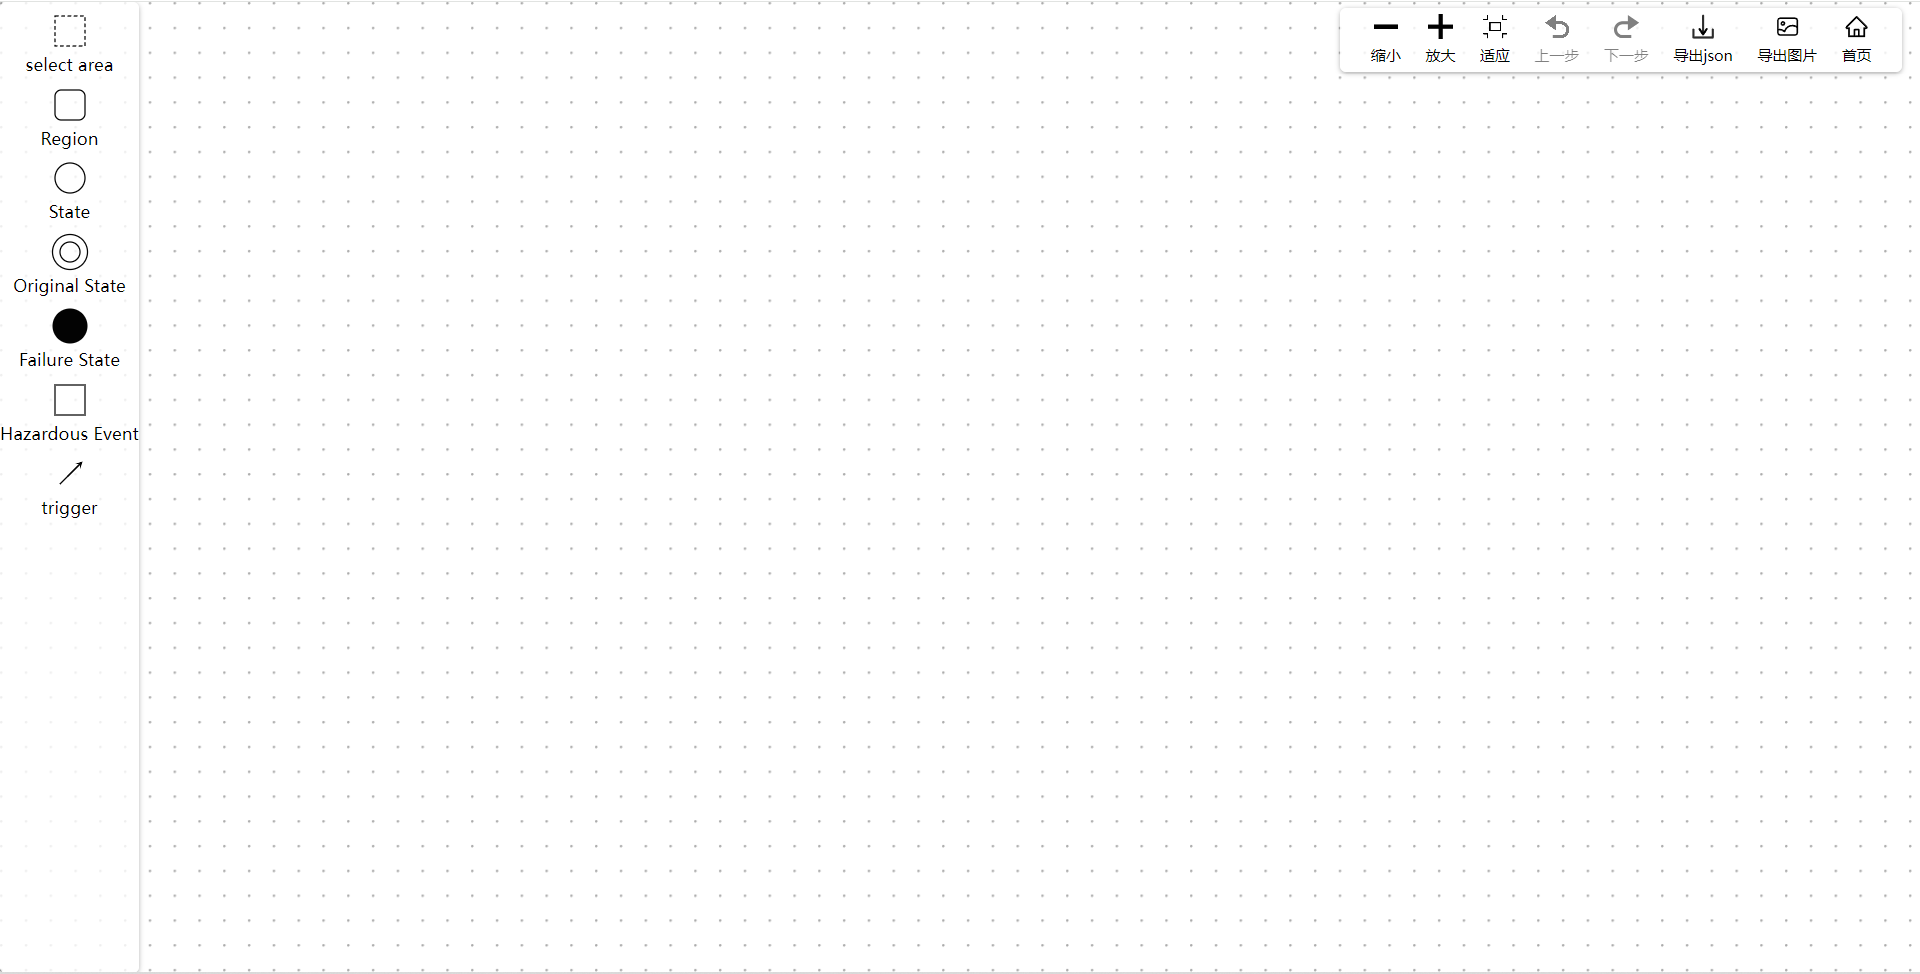 select area
Region
State
Original State
Failure State
Hazardous Event
trigger
缩小 放大 适应 上一步 下一步 导出json 导出图片 首页